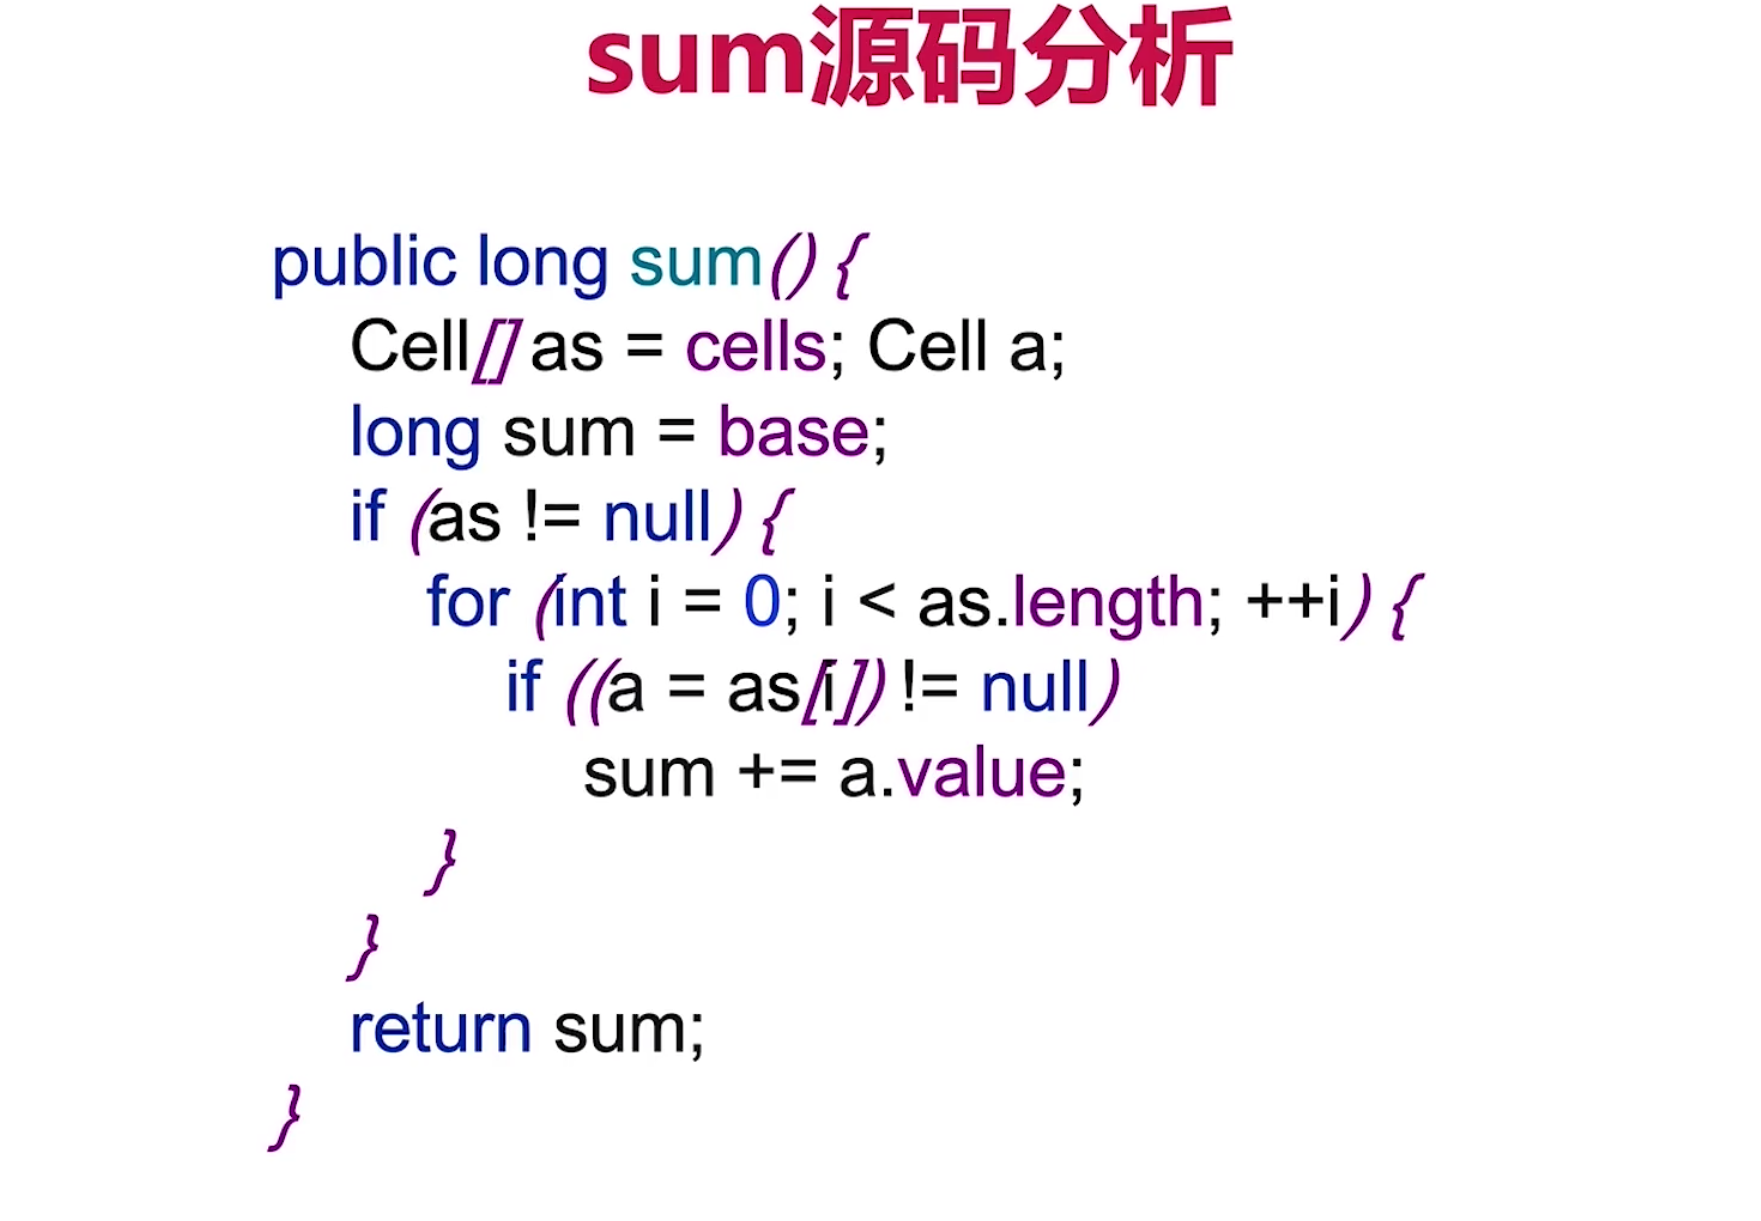 sum源码分析
public long sum() {
Cell[] as = cells; Cell a;
long sum = base;
if (as != null) {
for (int i = 0; i < as.length; ++i) {
if ((a = as[i]) != null)
sum += a.value;
}
}
return sum;
}